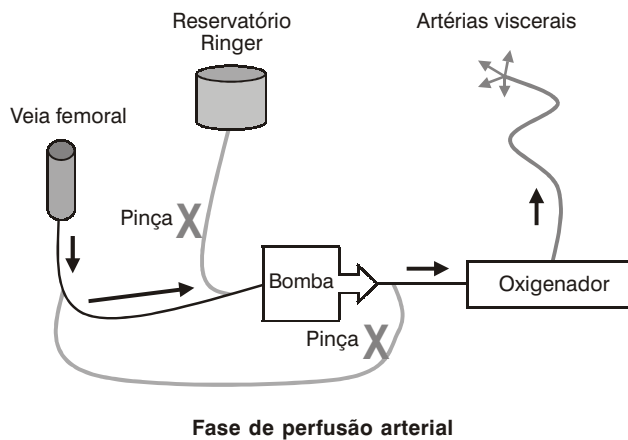 Reservatório
Ringer
Artérias viscerais
Veia femoral
Pinça
Bomba
Oxigenador
Pinça
Fase de perfusão arterial